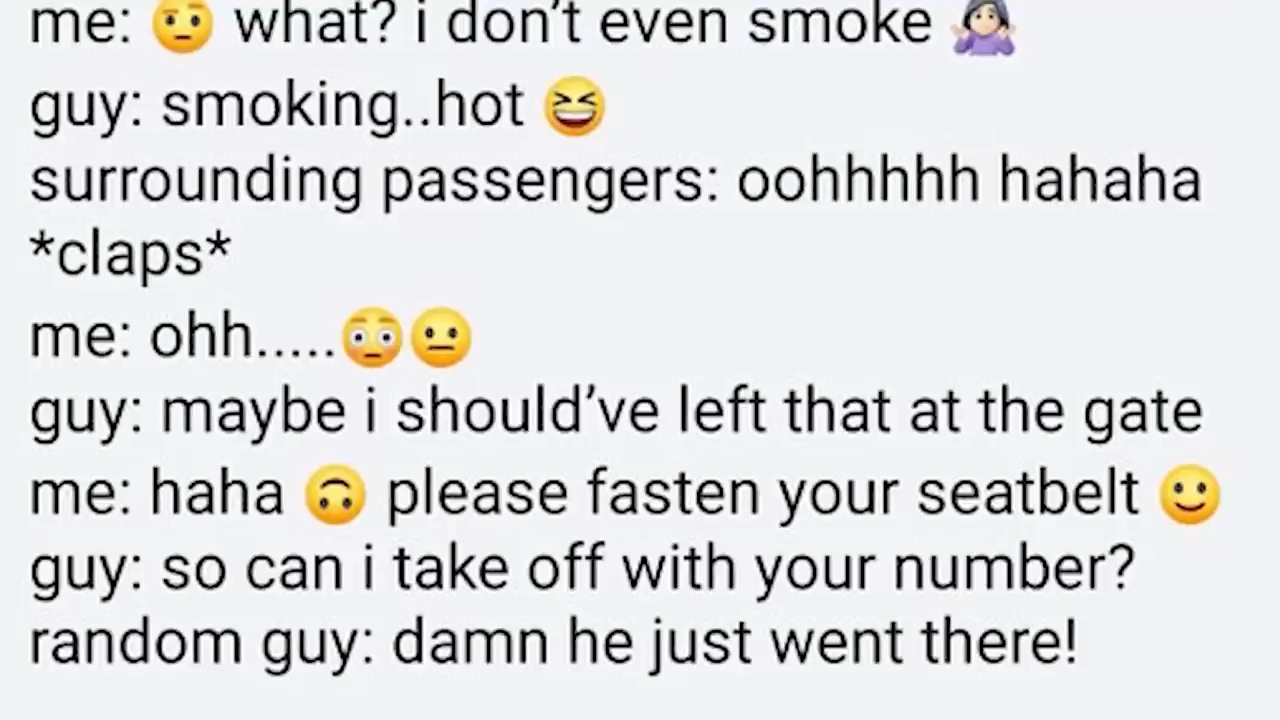 me: 🤨 what? i don't even smoke 🤷🏻‍♀️
guy: smoking..hot 😆
surrounding passengers: oohhhhh hahaha
*claps*
me: ohh.....😳😐
guy: maybe i should've left that at the gate
me: haha 🙃 please fasten your seatbelt 🙂
guy: so can i take off with your number?
random guy: damn he just went there!